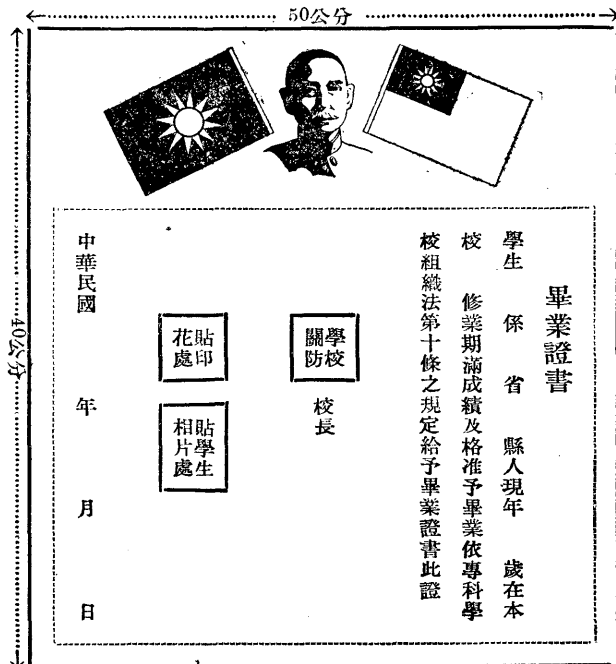 50公分
40公分
畢業證書
學生 係 省 縣人現年 歲在本
校 修業期滿成績及格准予畢業依專科學
校組織法第十條之規定給予畢業證書此證
學校
關防
校長
貼印
花處
貼學生
相片處
中華民國 年 月 日